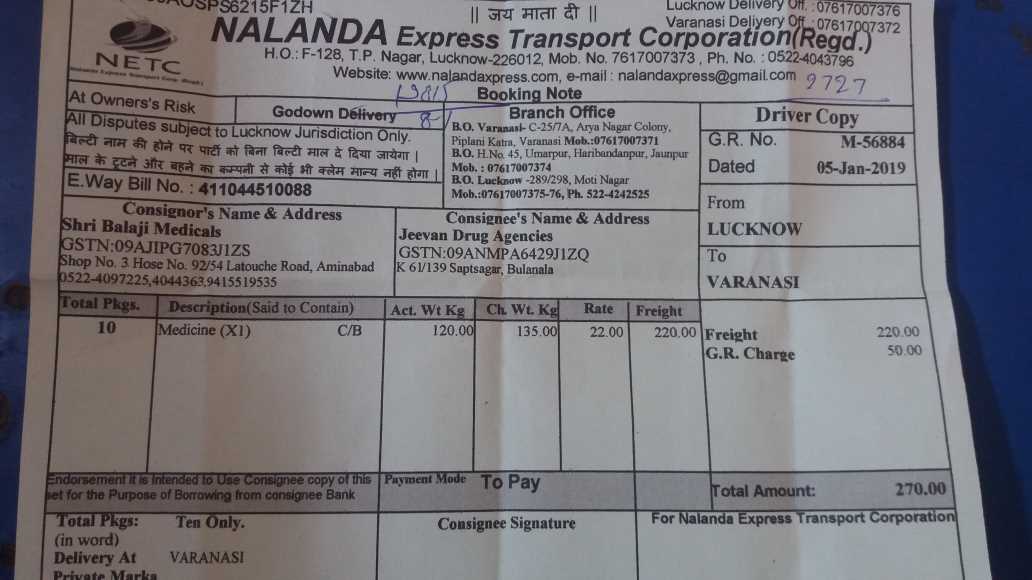 || जय माता दी ||
Lucknow Delivery Off. :07617007376
Varanasi Delivery Off. :07617007372
NALANDA Express Transport Corporation(Regd.)
NETC
H.O.: F-128, T.P. Nagar, Lucknow-226012, Mob. No. 7617007373 , Ph. No. : 0522-4043796
Website: www.nalandaxpress.com, e-mail : nalandaxpress@gmail.com
9727
Booking Note
At Owners's Risk
Godown Delivery
All Disputes subject to Lucknow Jurisdiction Only.
बिल्टी नाम की होने पर पार्टी को बिना बिल्टी माल दे दिया जायेगा |
माल के टूटने और बहने का कम्पनी से कोई भी क्लेम मान्य नहीं होगा |
E.Way Bill No. : 411044510088
Branch Office
B.O. Varanasi- C-25/7A, Arya Nagar Colony,
Piplani Katra, Varanasi Mob.:07617007371
B.O. H.No. 45, Umarpur, Haribandanpur, Jaunpur
Mob. : 07617007374
B.O. Lucknow -289/298, Moti Nagar
Mob.:07617007375-76, Ph. 522-4242525
Driver Copy
G.R. No. M-56884
Dated 05-Jan-2019
From
LUCKNOW
To
VARANASI
Consignor's Name & Address
Shri Balaji Medicals
GSTN:09AJIPG7083J1ZS
Shop No. 3 Hose No. 92/54 Latouche Road, Aminabad
0522-4097225,4044363,9415519535
Consignee's Name & Address
Jeevan Drug Agencies
GSTN:09ANMPA6429J1ZQ
K 61/139 Saptsagar, Bulanala
Total Pkgs. Description(Said to Contain) Act. Wt Kg Ch. Wt. Kg Rate Freight
10 Medicine (X1) C/B 120.00 135.00 22.00 220.00
Freight 220.00
G.R. Charge 50.00
Endorsement it is Intended to Use Consignee copy of this
set for the Purpose of Borrowing from consignee Bank
Payment Mode To Pay
Total Amount: 270.00
Total Pkgs: Ten Only.
(in word)
Delivery At VARANASI
Private Marka
Consignee Signature
For Nalanda Express Transport Corporation